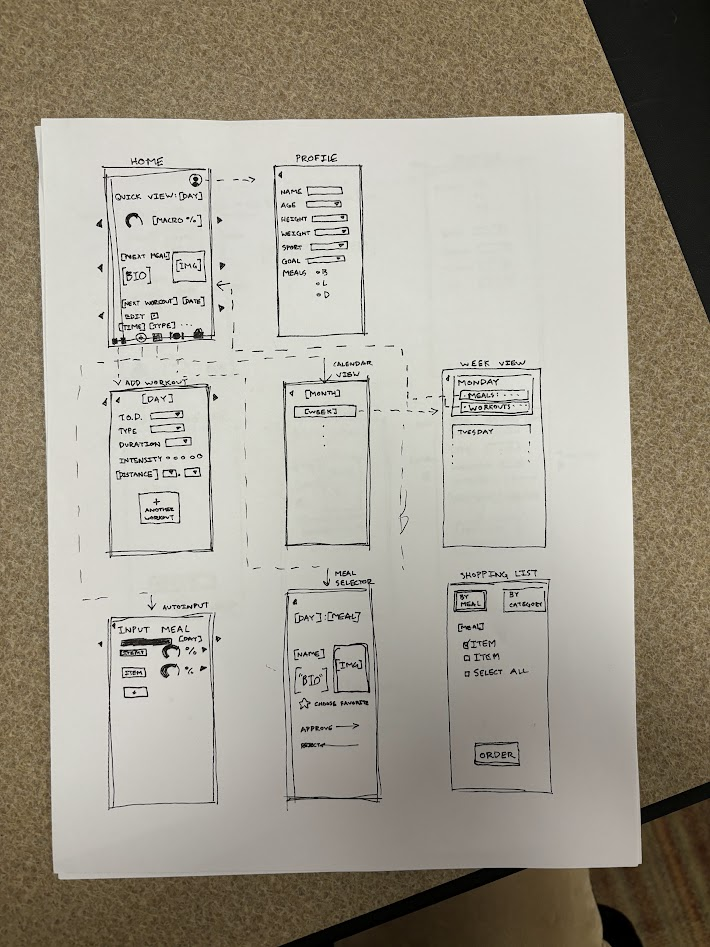 HOME
QUICK VIEW: [DAY]
[MACRO %]
[NEXT MEAL]
[BIO]
[IMG]
[NEXT WORKOUT] [DATE]
EDIT
[TIME] [TYPE] ...
PROFILE
NAME
AGE
HEIGHT
WEIGHT
SPORT
GOAL
MEALS
B
L
D
ADD WORKOUT
[DAY]
T.O.D.
TYPE
DURATION
INTENSITY
[DISTANCE] .
+
ANOTHER
WORKOUT
CALENDAR
VIEW
[MONTH]
[WEEK]
WEEK VIEW
MONDAY
- MEALS: - - -
- WORKOUTS - - -
TUESDAY
AUTOINPUT
INPUT MEAL
[DAY]
%
ITEM
%
+
MEAL
SELECTOR
[DAY]:[MEAL]
[NAME]
["BIO"]
[IMG]
CHOOSE FAVORITE
APPROVE
REJECT
SHOPPING LIST
BY
MEAL
BY
CATEGORY
[MEAL]
ITEM
ITEM
SELECT ALL
ORDER